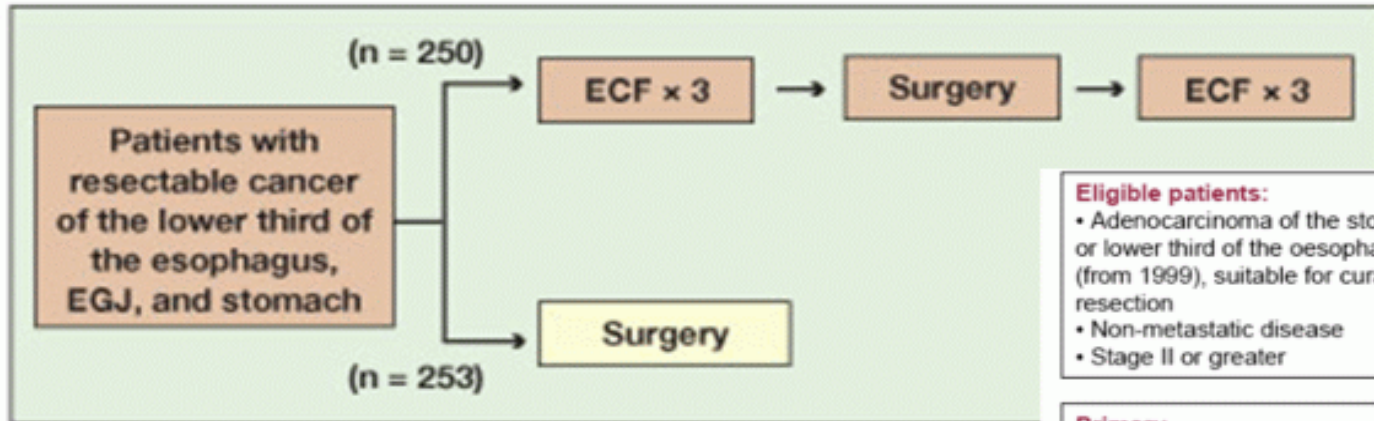 (n = 250)
ECF × 3
Surgery
ECF × 3
Patients with
resectable cancer
of the lower third of
the esophagus,
EGJ, and stomach
Surgery
(n = 253)
Eligible patients:
• Adenocarcinoma of the
or lower third of the
(from 1999), suitable for
resection
• Non-metastatic disease
• Stage II or greater